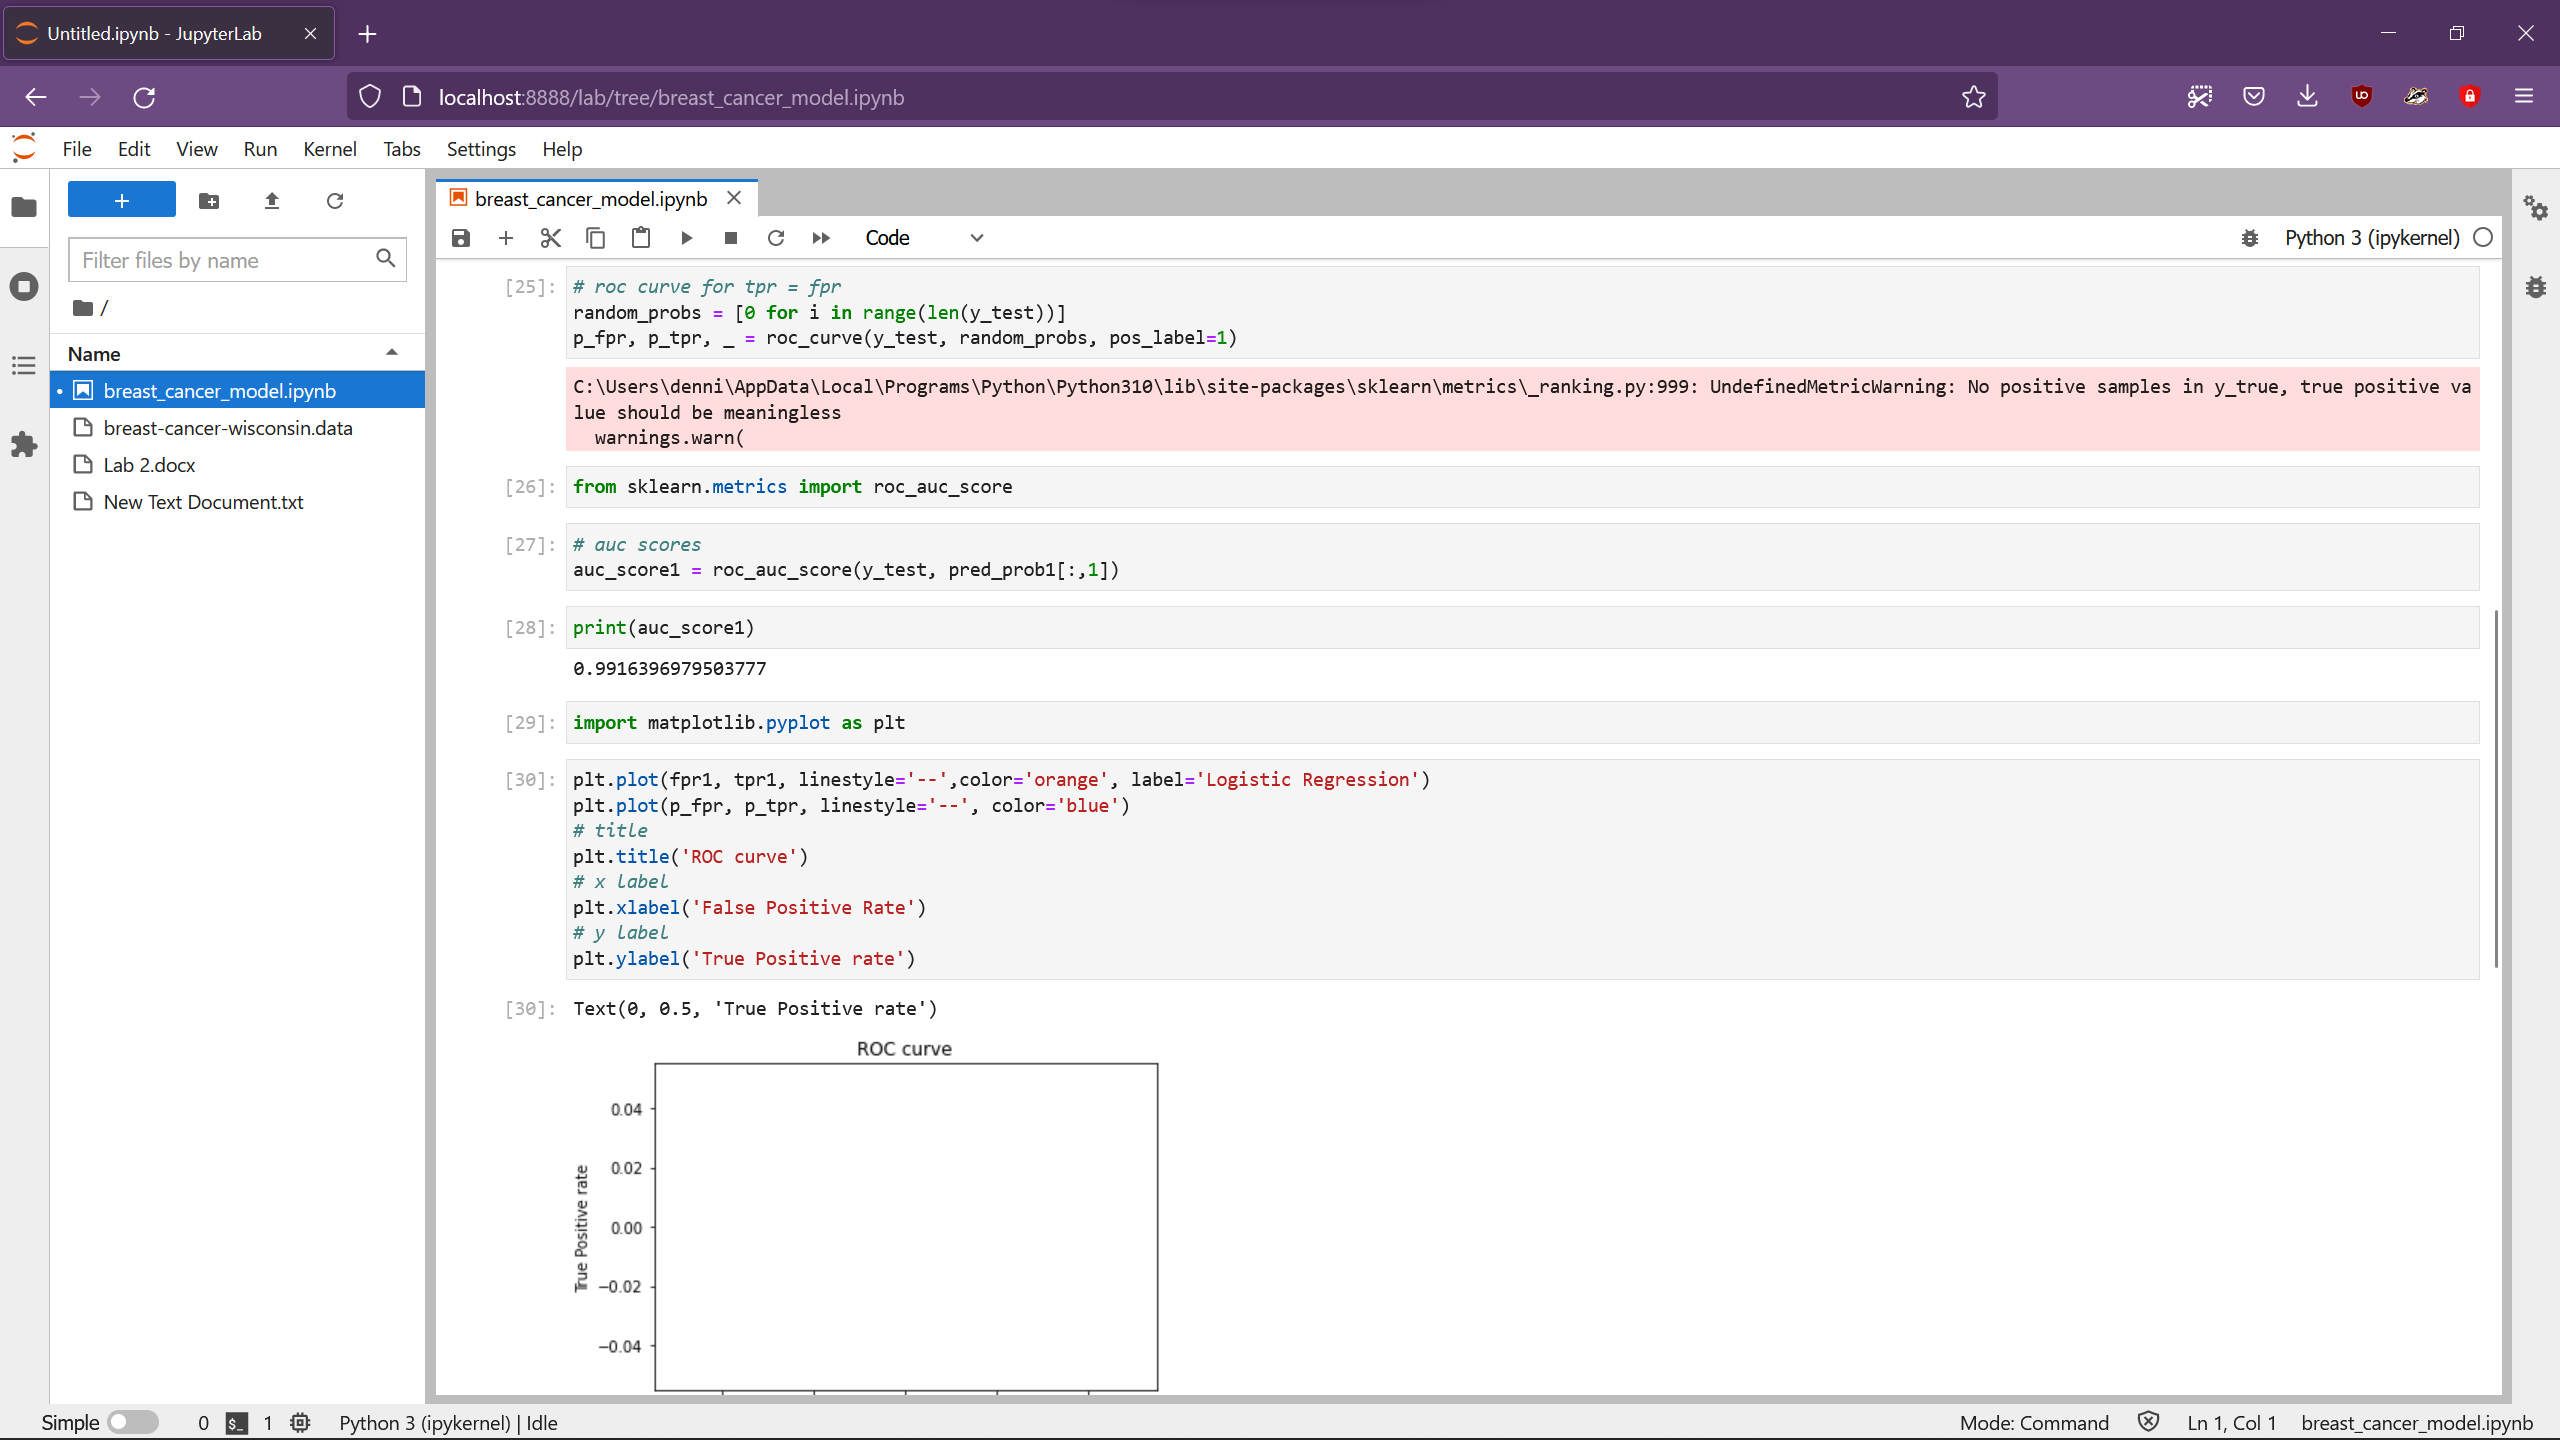 Untitled.ipynb - JupyterLab
localhost:8888/lab/tree/breast_cancer_model.ipynb
File Edit View Run Kernel Tabs Settings Help
Filter files by name
/
Name
breast_cancer_model.ipynb
breast-cancer-wisconsin.data
Lab 2.docx
New Text Document.txt
breast_cancer_model.ipynb
Code
Python 3 (ipykernel)
[25]: # roc curve for tpr = fpr
random_probs = [0 for i in range(len(y_test))]
p_fpr, p_tpr, _ = roc_curve(y_test, random_probs, pos_label=1)
C:\Users\denni\AppData\Local\Programs\Python\Python310\lib\site-packages\sklearn\metrics\_ranking.py:999: UndefinedMetricWarning: No positive samples in y_true, true positive va
lue should be meaningless
  warnings.warn(
[26]: from sklearn.metrics import roc_auc_score
[27]: # auc scores
auc_score1 = roc_auc_score(y_test, pred_prob1[:,1])
[28]: print(auc_score1)
0.9916396979503777
[29]: import matplotlib.pyplot as plt
[30]: plt.plot(fpr1, tpr1, linestyle='--',color='orange', label='Logistic Regression')
plt.plot(p_fpr, p_tpr, linestyle='--', color='blue')
# title
plt.title('ROC curve')
# x label
plt.xlabel('False Positive Rate')
# y label
plt.ylabel('True Positive rate')
[30]: Text(0, 0.5, 'True Positive rate')
ROC curve
0.04
0.02
0.00
−0.02
−0.04
True Positive rate
Simple 0 $_ 1 Python 3 (ipykernel) | Idle
Mode: Command Ln 1, Col 1 breast_cancer_model.ipynb